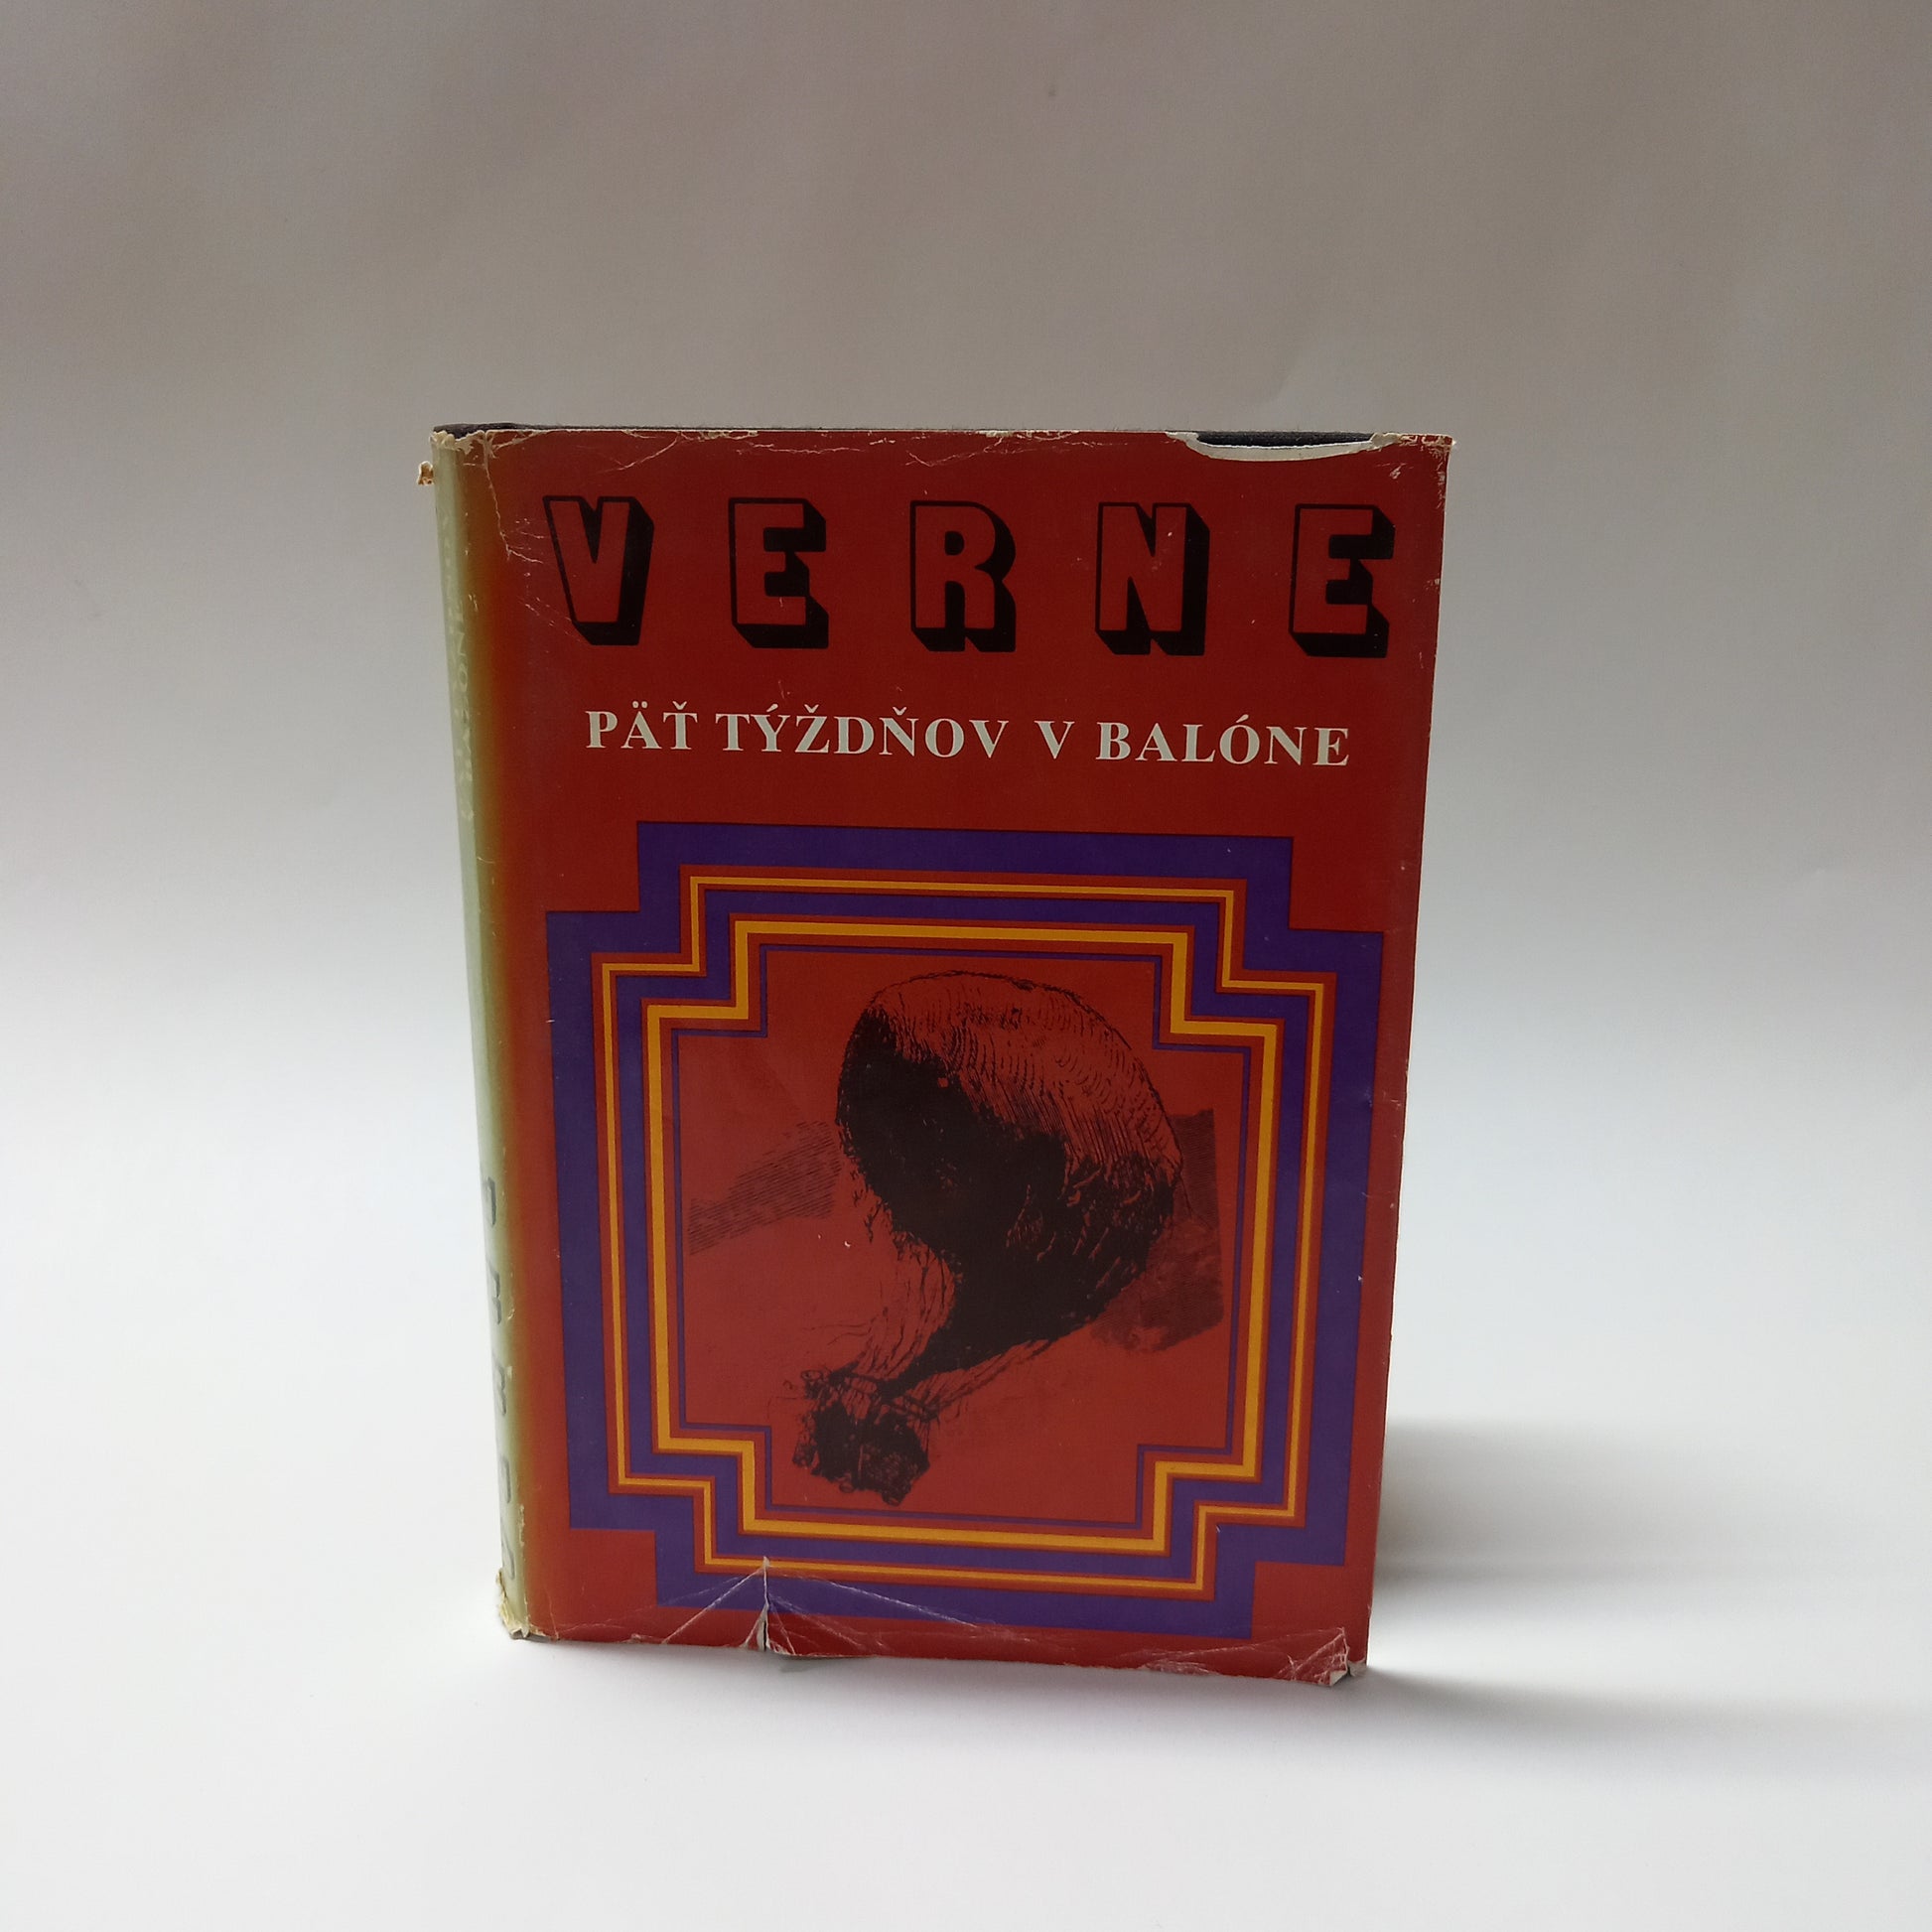 VERNE
PÄŤ TÝŽDŇOV V BALÓNE